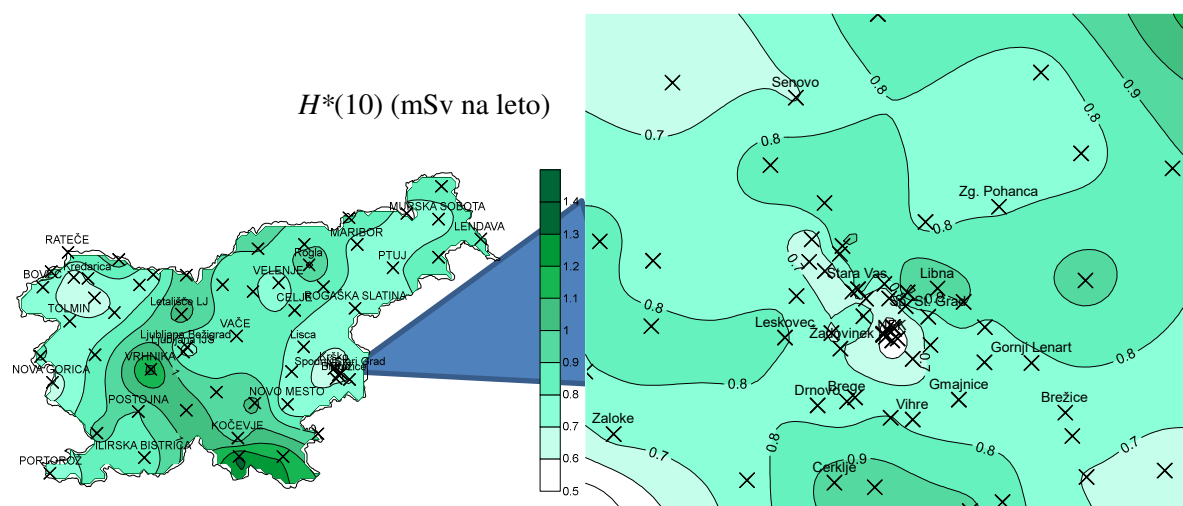 H*(10) (mSv na leto)
MURSKA SOBOTA
LENDAVA
MARIBOR
RATEČE
Rogla
PTUJ
BOVEC
Kredarica
VELENJE
CELJE
ROGAŠKA SLATINA
TOLMIN
Letališče LJ
VAČE
Ljubljana Bežigrad
Ljubljana IJS
Lisca
VRHNIKA
Krško
NOVA GORICA
NOVO MESTO
POSTOJNA
KOČEVJE
ILIRSKA BISTRICA
PORTOROŽ
1.4
1.3
1.2
1.1
1
0.9
0.8
0.7
0.6
0.5
Senovo
0.8
0.9
0.7
0.8
0.8
Zg. Pohanca
0.8
Stara Vas
Libna
0.8
Leskovec
Žadovinek
Gornji Lenart
0.8
0.8
Drnovo
Brege
Gmajnice
Vihre
Brežice
Zaloke
0.8
0.7
0.9
0.7
Cerklje